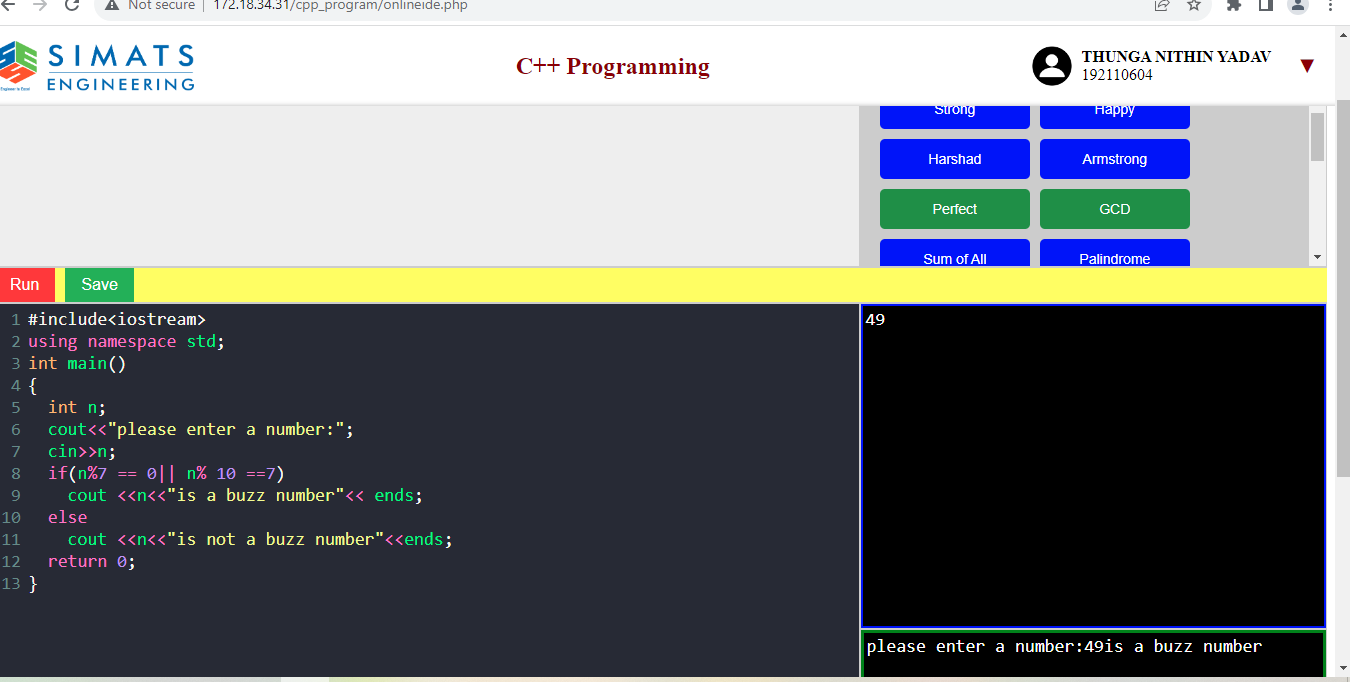 Not secure | 172.18.34.31/cpp_program/onlineide.php
SIMATS
ENGINEERING
C++ Programming
THUNGA NITHIN YADAV
192110604
Strong
Happy
Harshad
Armstrong
Perfect
GCD
Sum of All
Palindrome
Run
Save
1 #include<iostream>
2 using namespace std;
3 int main()
4 {
5 int n;
6 cout<<"please enter a number:";
7 cin>>n;
8 if(n%7 == 0|| n% 10 ==7)
9 cout <<n<<"is a buzz number"<< ends;
10 else
11 cout <<n<<"is not a buzz number"<<ends;
12 return 0;
13 }
49
please enter a number:49is a buzz number